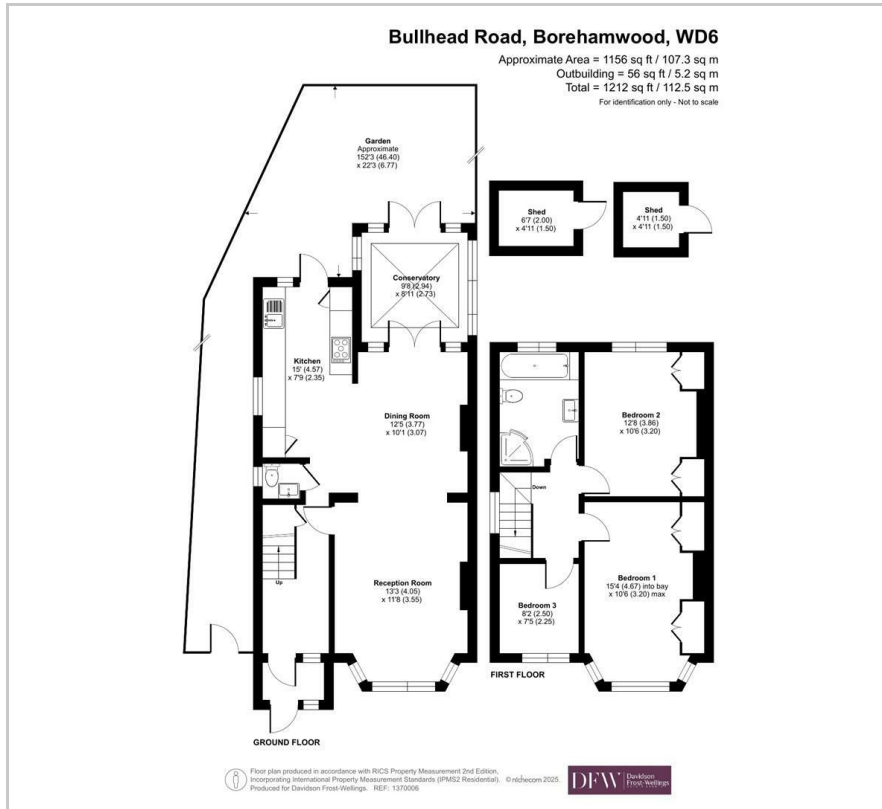 Bullhead Road, Borehamwood, WD6
Approximate Area = 1156 sq ft / 107.3 sq m
Outbuilding = 56 sq ft / 5.2 sq m
Total = 1212 sq ft / 112.5 sq m
For identification only - Not to scale
Garden
Approximate
152'3 (46.40)
x 22'3 (6.77)
Shed
6'7 (2.00)
x 4'11 (1.50)
Shed
4'11 (1.50)
x 4'11 (1.50)
Conservatory
9'8 (2.94)
x 8'11 (2.73)
Kitchen
15' (4.57)
x 7'9 (2.35)
Dining Room
12'5 (3.77)
x 10'1 (3.07)
Bedroom 2
12'8 (3.86)
x 10'6 (3.20)
Down
Up
Reception Room
13'3 (4.05)
x 11'8 (3.55)
Bedroom 1
15'4 (4.67) into bay
x 10'6 (3.20) max
Bedroom 3
8'2 (2.50)
x 7'5 (2.25)
FIRST FLOOR
GROUND FLOOR
Floor plan produced in accordance with RICS Property Measurement 2nd Edition,
Incorporating International Property Measurement Standards (IPMS2 Residential). © nichecom 2025.
Produced for Davidson Frost-Wellings. REF: 1370006
DFW
Davidson
Frost-Wellings